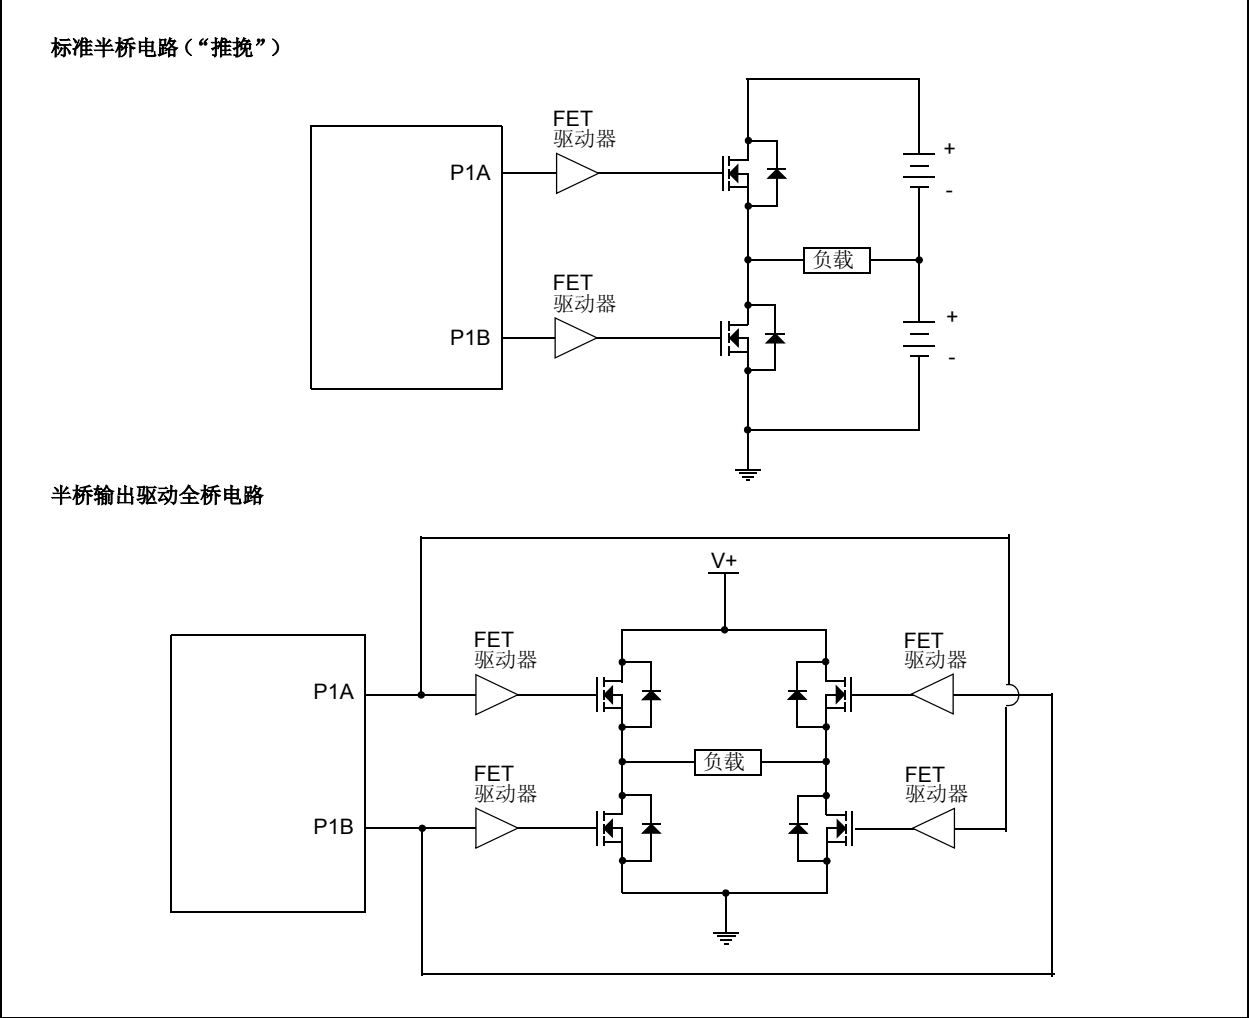 标准半桥电路（“推挽”）
FET
驱动器
P1A
+
-
负载
FET
驱动器
P1B
+
-
半桥输出驱动全桥电路
V+
FET
驱动器
FET
驱动器
P1A
负载
FET
驱动器
FET
驱动器
P1B